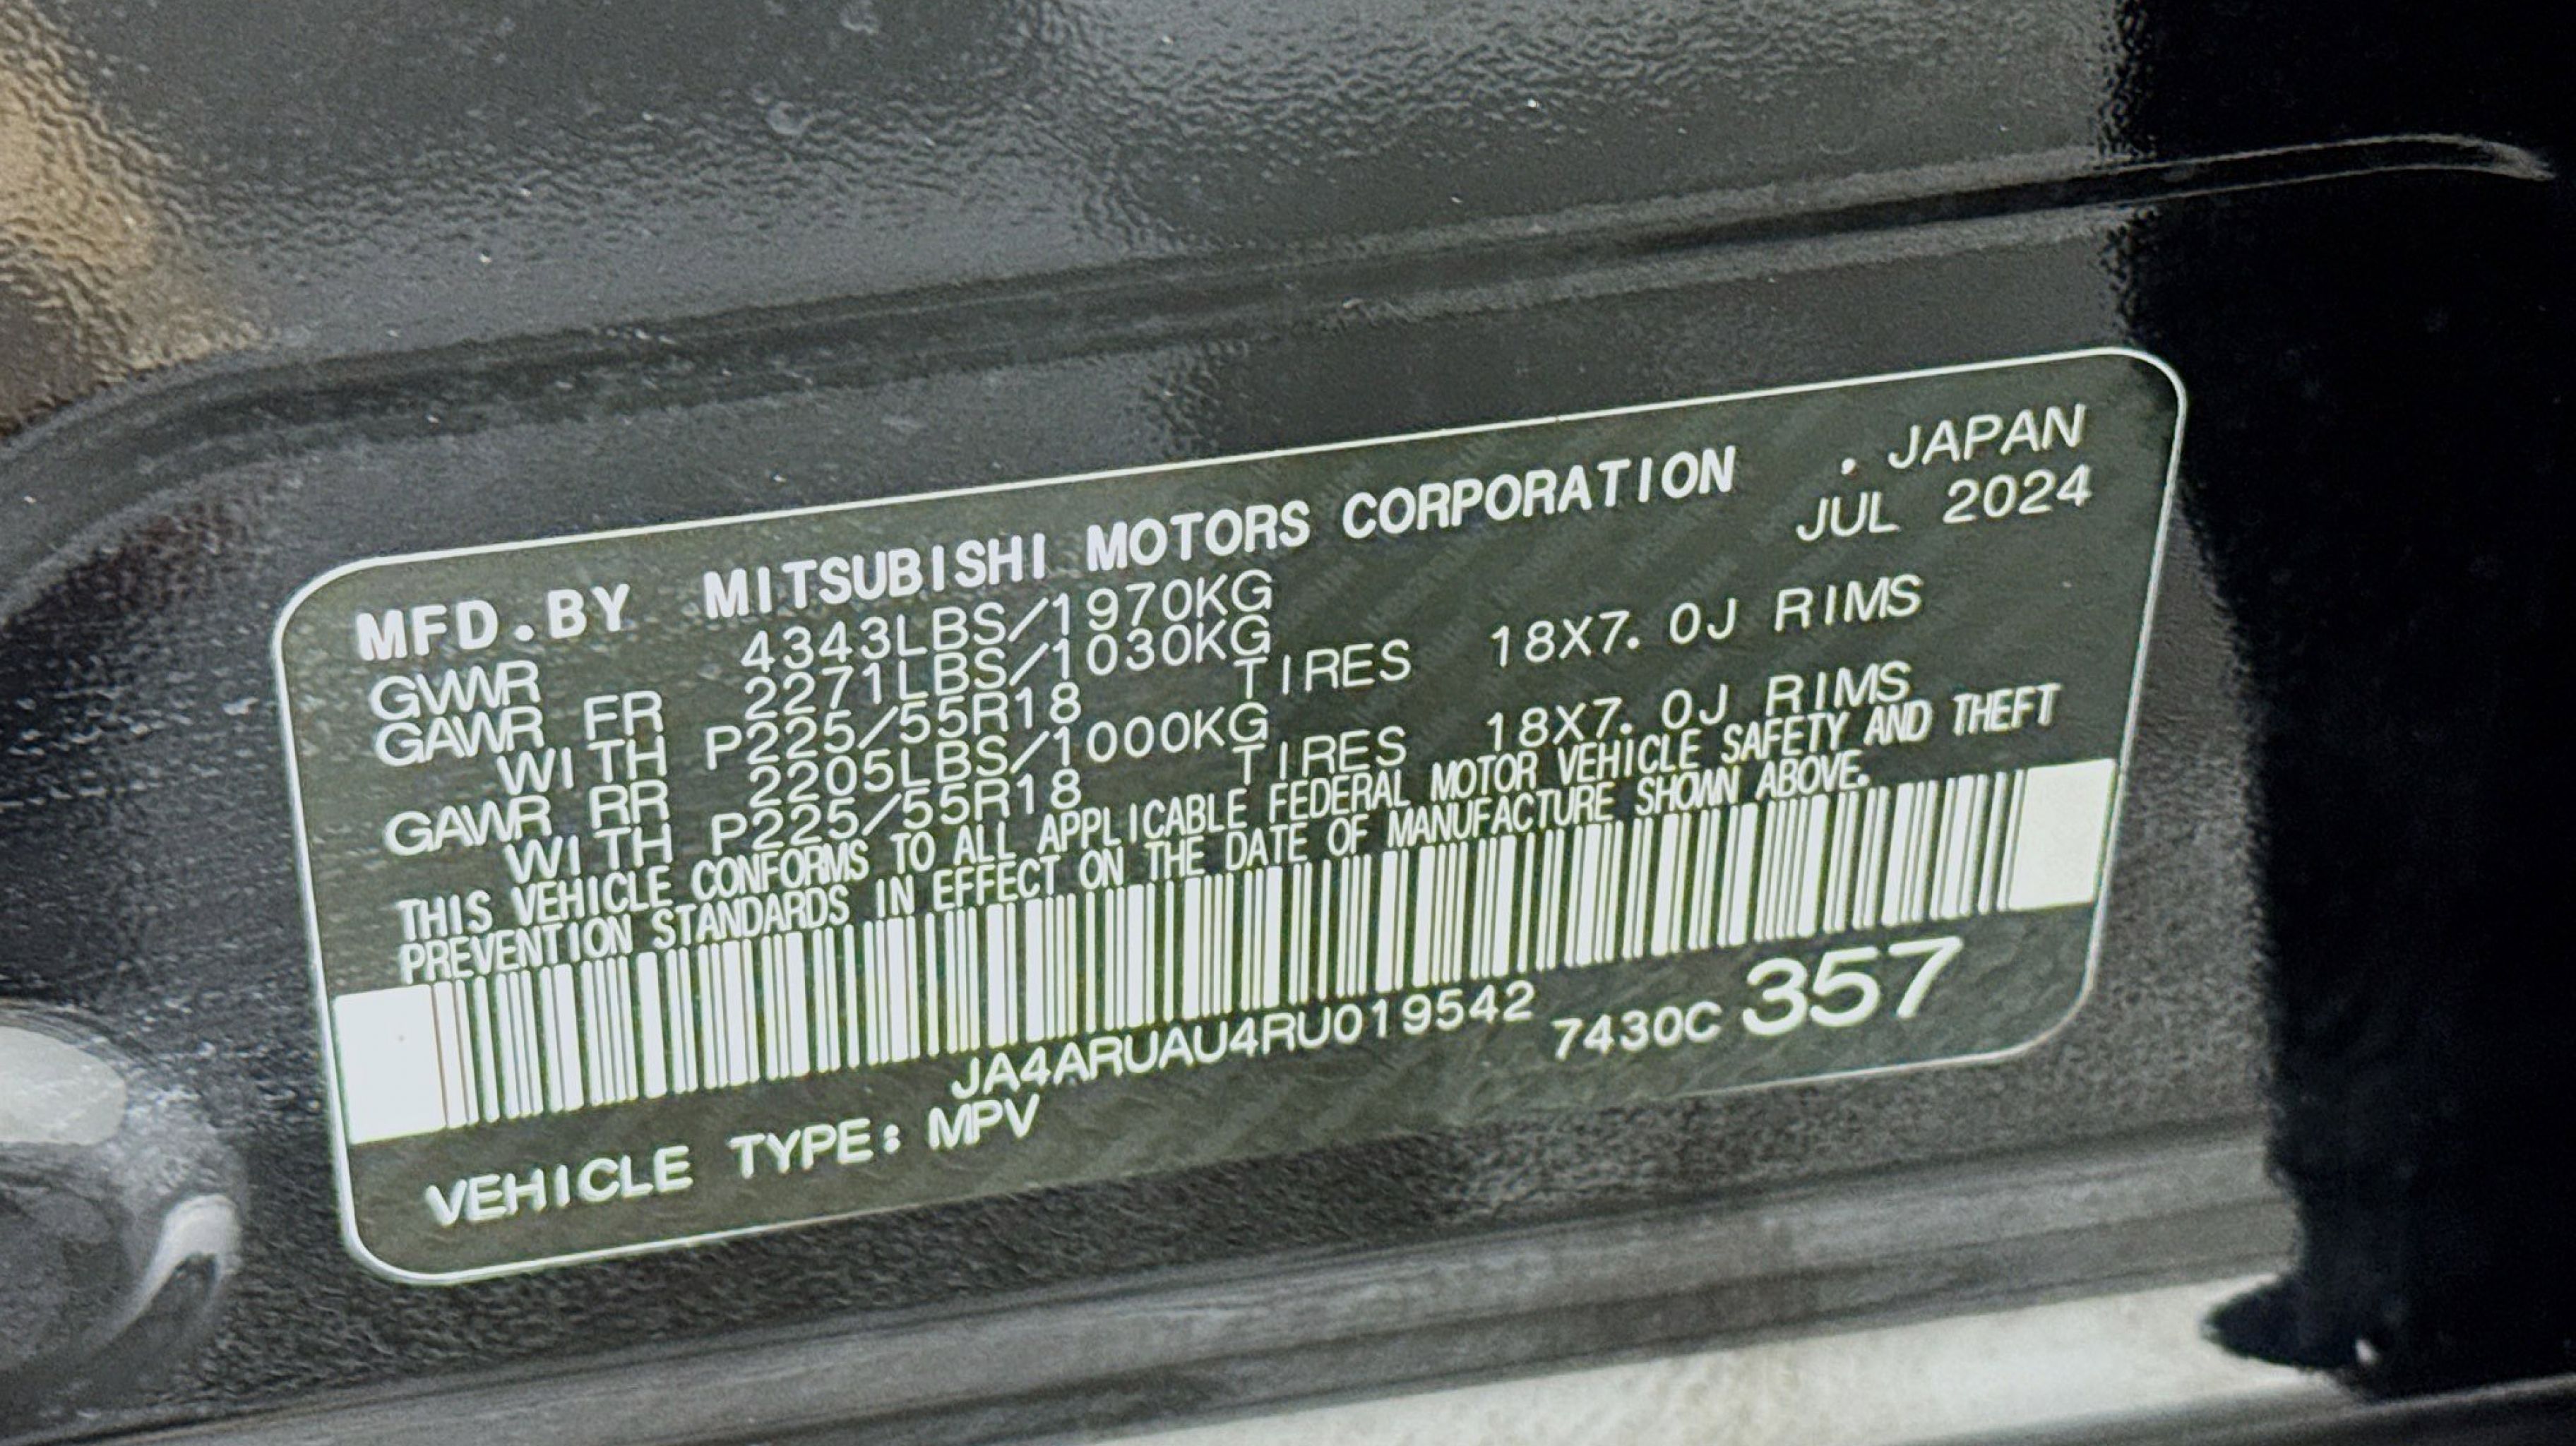 MFD.BY MITSUBISHI MOTORS CORPORATION . JAPAN
GVWR 4343LBS/1970KG JUL 2024
GAWR FR 2271LBS/1030KG
WITH P225/55R18 TIRES 18X7.0J RIMS
GAWR RR 2205LBS/1000KG
WITH P225/55R18 TIRES 18X7.0J RIMS
THIS VEHICLE CONFORMS TO ALL APPLICABLE FEDERAL MOTOR VEHICLE SAFETY AND THEFT
PREVENTION STANDARDS IN EFFECT ON THE DATE OF MANUFACTURE SHOWN ABOVE.
JA4ARUAU4RU019542 7430C 357
VEHICLE TYPE: MPV